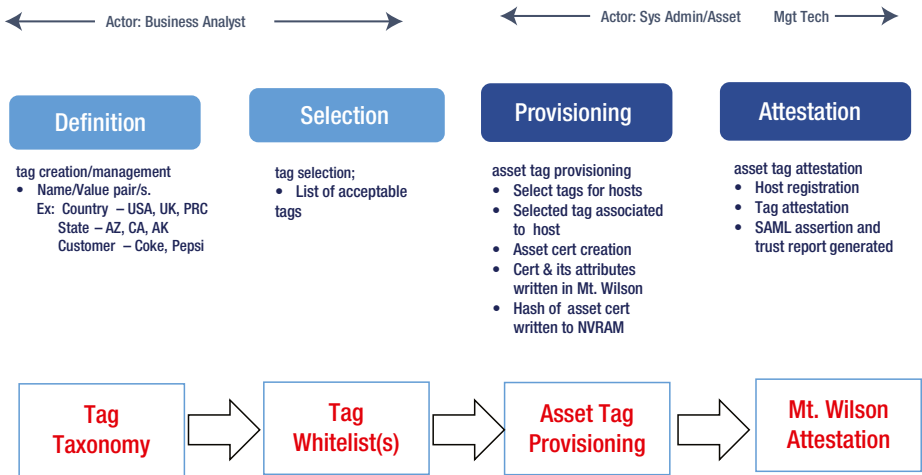 Actor: Business Analyst
Actor: Sys Admin/Asset Mgt Tech
Definition
tag creation/management
• Name/Value pair/s.
Ex: Country – USA, UK, PRC
State – AZ, CA, AK
Customer – Coke, Pepsi
Selection
tag selection;
• List of acceptable
tags
Provisioning
asset tag provisioning
• Select tags for hosts
• Selected tag associated
to host
• Asset cert creation
• Cert & its attributes
written in Mt. Wilson
• Hash of asset cert
written to NVRAM
Attestation
asset tag attestation
• Host registration
• Tag attestation
• SAML assertion and
trust report generated
Tag
Taxonomy
Tag
Whitelist(s)
Asset Tag
Provisioning
Mt. Wilson
Attestation